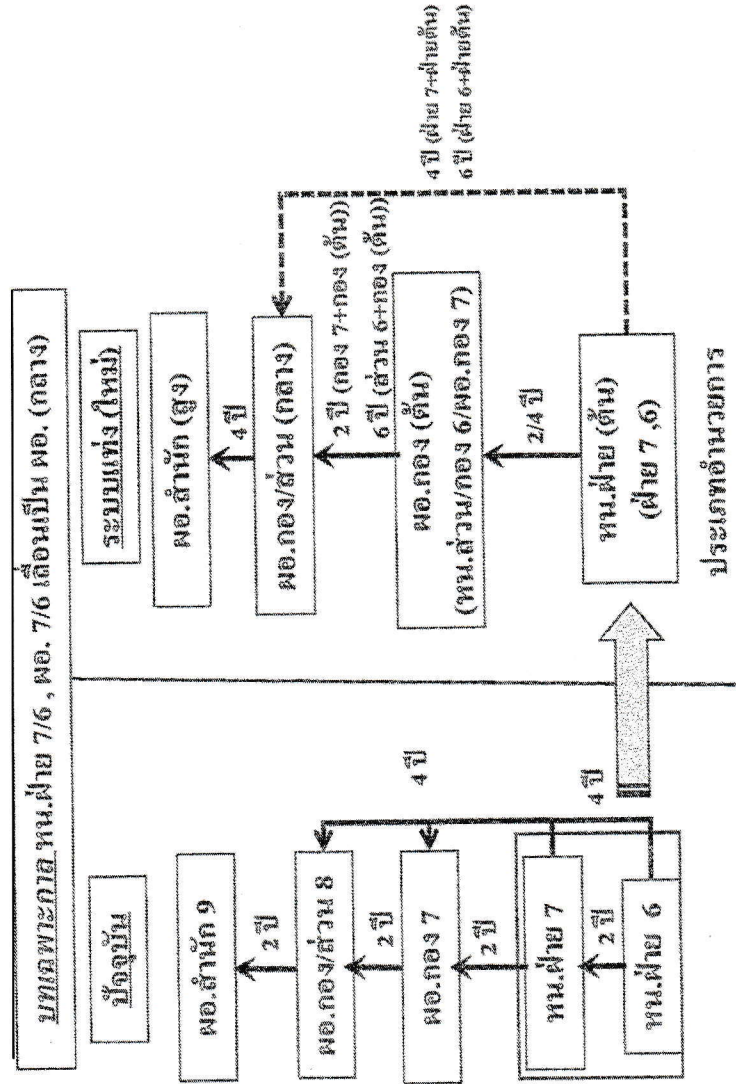 บทเฉพาะกาล หน.ฝ่าย 7/6 , ผอ. 7/6 เลื่อนเป็น ผอ. (กลาง)
ปัจจุบัน
ผอ.สำนัก 9
2 ปี
ผอ.กอง/ส่วน 8
2 ปี
4 ปี
ผอ.กอง 7
2 ปี
หน.ฝ่าย 7
2 ปี
หน.ฝ่าย 6
4 ปี
ระบบแท่ง (ใหม่)
ผอ.สำนัก (สูง)
4 ปี
ผอ.กอง/ส่วน (กลาง)
2 ปี (กอง 7+กอง (ต้น))
6 ปี (ส่วน 6+กอง (ต้น))
4 ปี (ฝ่าย 7+ฝ่ายต้น)
6 ปี (ฝ่าย 6+ฝ่ายต้น)
ผอ.กอง (ต้น)
(หน.ส่วน/กอง 6/ผอ.กอง 7)
2/4 ปี
หน.ฝ่าย (ต้น)
(ฝ่าย 7 ,6)
ประเภทอำนวยการ